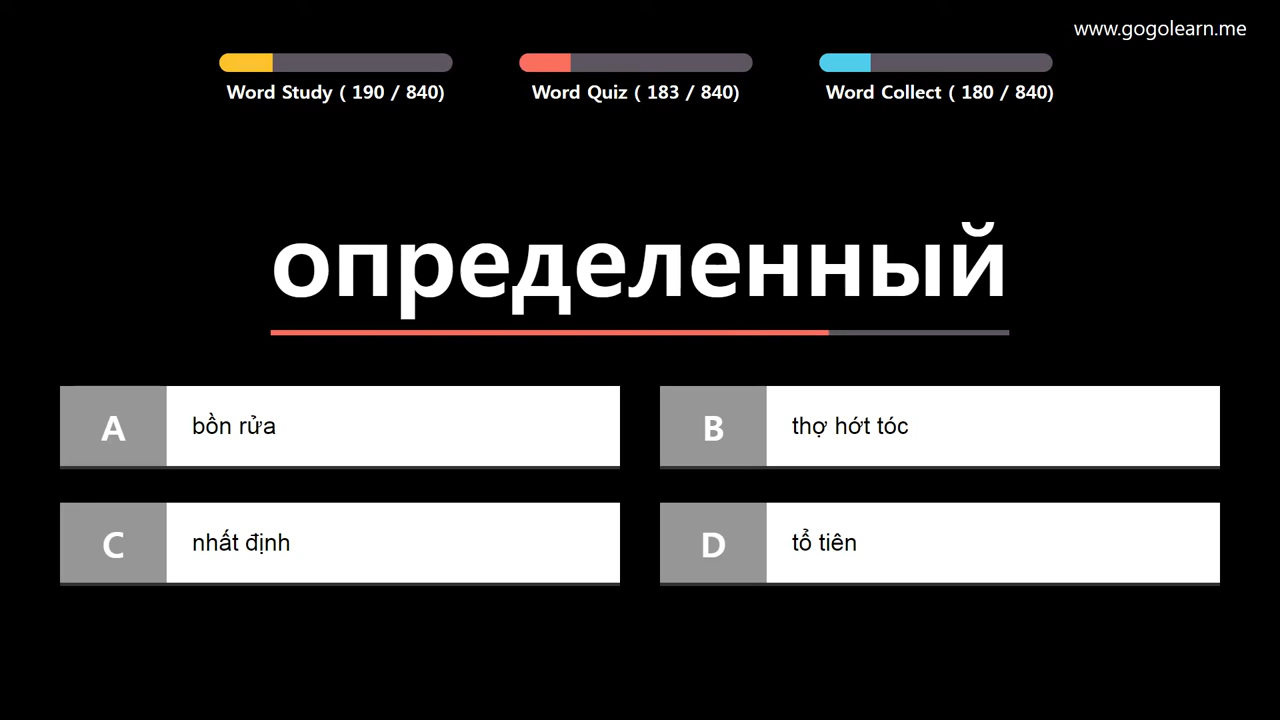 www.gogolearn.me
Word Study ( 190 / 840)
Word Quiz ( 183 / 840)
Word Collect ( 180 / 840)
определенный
A
bồn rửa
B
thợ hớt tóc
C
nhất định
D
tổ tiên